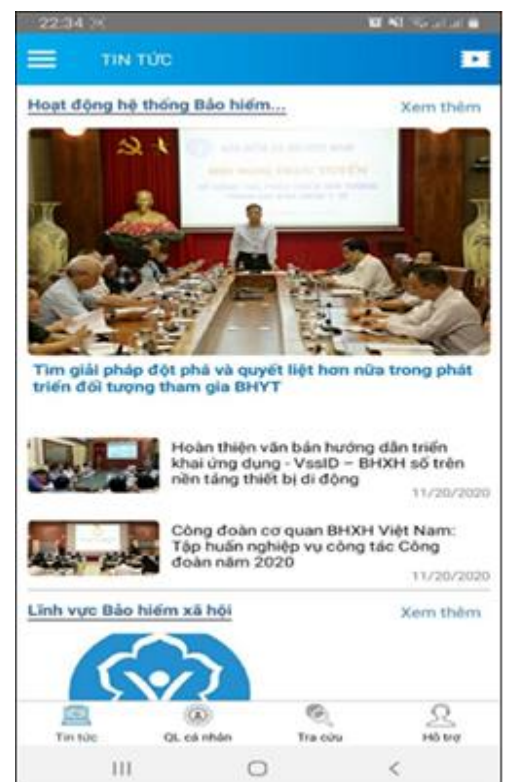 22:34
TIN TỨC
Hoạt động hệ thống Bảo hiểm...
Xem thêm
Tìm giải pháp đột phá và quyết liệt hơn nữa trong phát
triển đối tượng tham gia BHYT
Hoàn thiện văn bản hướng dẫn triển
khai ứng dụng - VssID – BHXH số trên
nền tảng thiết bị di động
11/20/2020
Công đoàn cơ quan BHXH Việt Nam:
Tập huấn nghiệp vụ công tác Công
đoàn năm 2020
11/20/2020
Lĩnh vực Bảo hiểm xã hội
Xem thêm
Tin tức
QL cá nhân
Tra cứu
Hỗ trợ